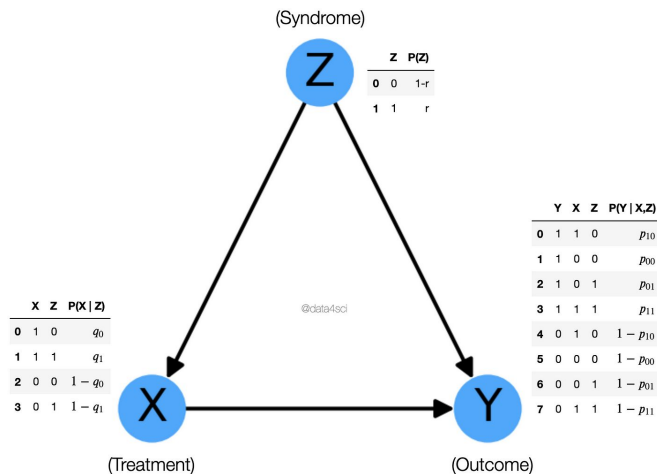 (Syndrome)
Z
Z P(Z)
0 0 1-r
1 1 r
Y X Z P(Y | X,Z)
0 1 1 0 p₁₀
1 1 0 0 p₀₀
2 1 0 1 p₀₁
3 1 1 1 p₁₁
4 0 1 0 1 − p₁₀
5 0 0 0 1 − p₀₀
6 0 0 1 1 − p₀₁
7 0 1 1 1 − p₁₁
X Z P(X | Z)
0 1 0 q₀
1 1 1 q₁
2 0 0 1 − q₀
3 0 1 1 − q₁
@data4sci
X
Y
(Treatment)
(Outcome)